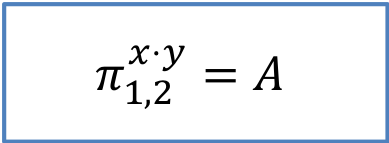 π_{1,2}^{x·y} = A